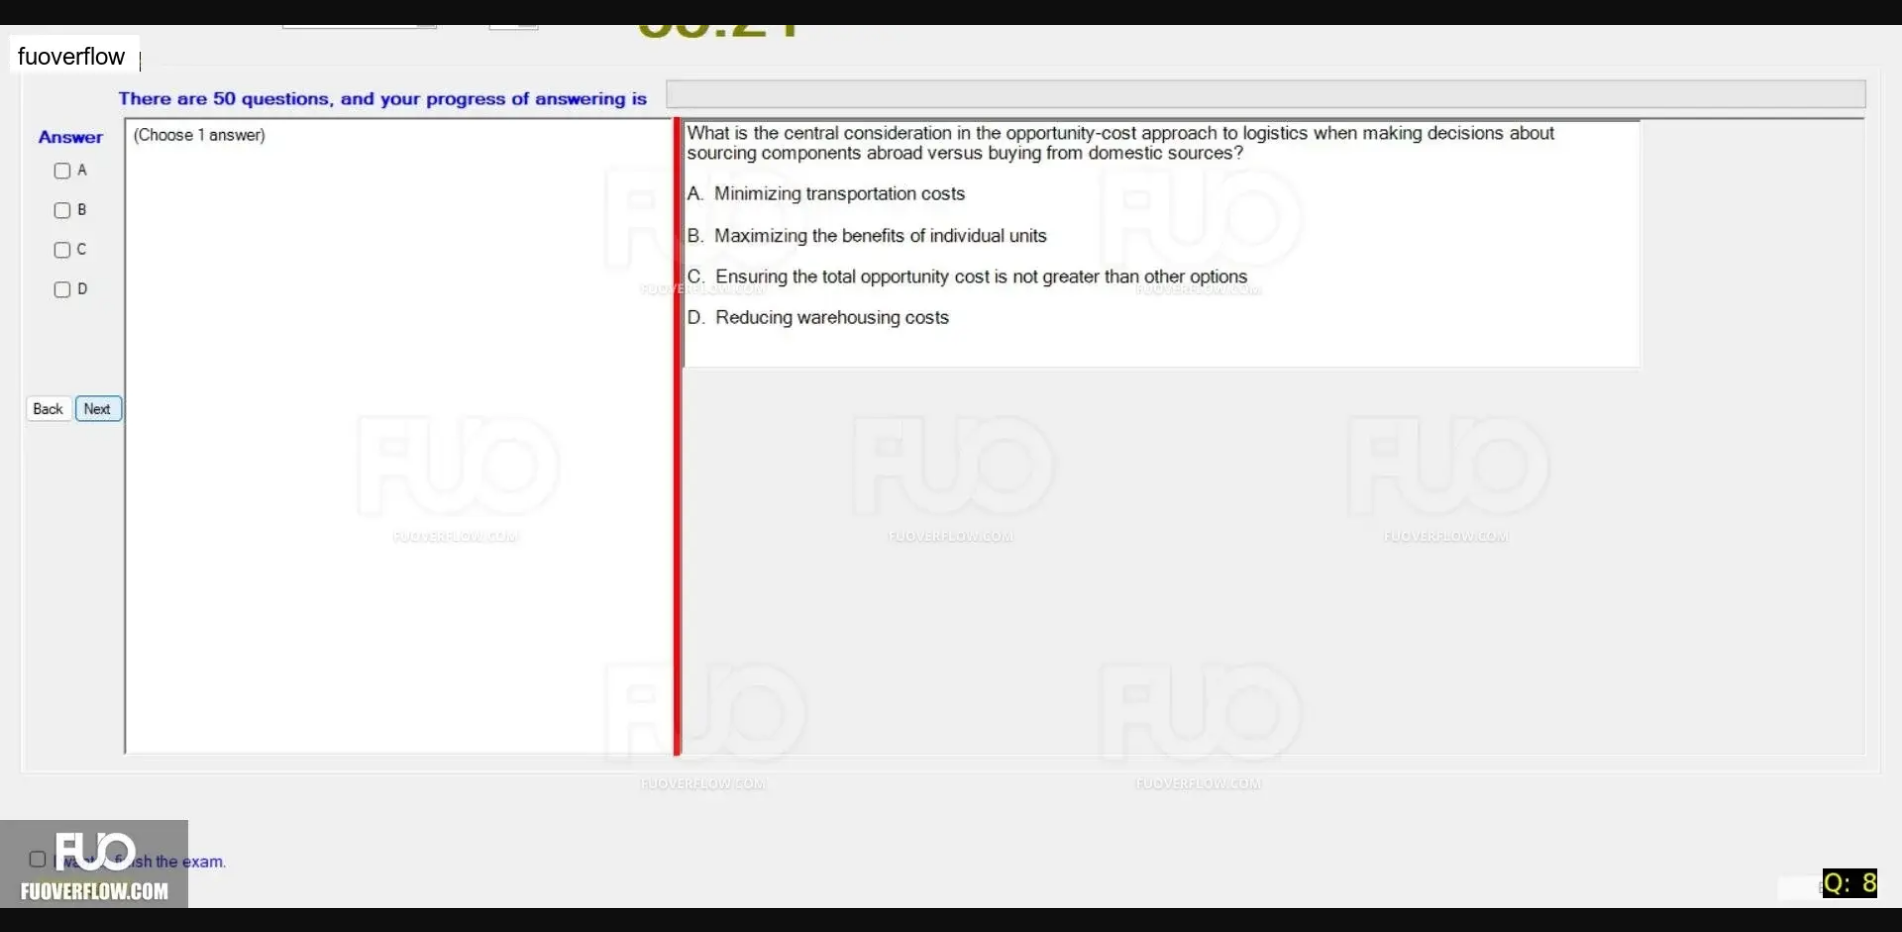 fuoverflow
There are 50 questions, and your progress of answering is
Answer
(Choose 1 answer)
A
B
C
D
Back
Next
What is the central consideration in the opportunity-cost approach to logistics when making decisions about
sourcing components abroad versus buying from domestic sources?
A. Minimizing transportation costs
B. Maximizing the benefits of individual units
C. Ensuring the total opportunity cost is not greater than other options
D. Reducing warehousing costs
FUO
FUOVERFLOW.COM
FUO
FUOVERFLOW.COM
FUO
FUOVERFLOW.COM
FUO
FUOVERFLOW.COM
FUO
FUOVERFLOW.COM
FUO
FUOVERFLOW.COM
FUO
FUOVERFLOW.COM
the exam.
FUO
FUOVERFLOW.COM
Q: 8